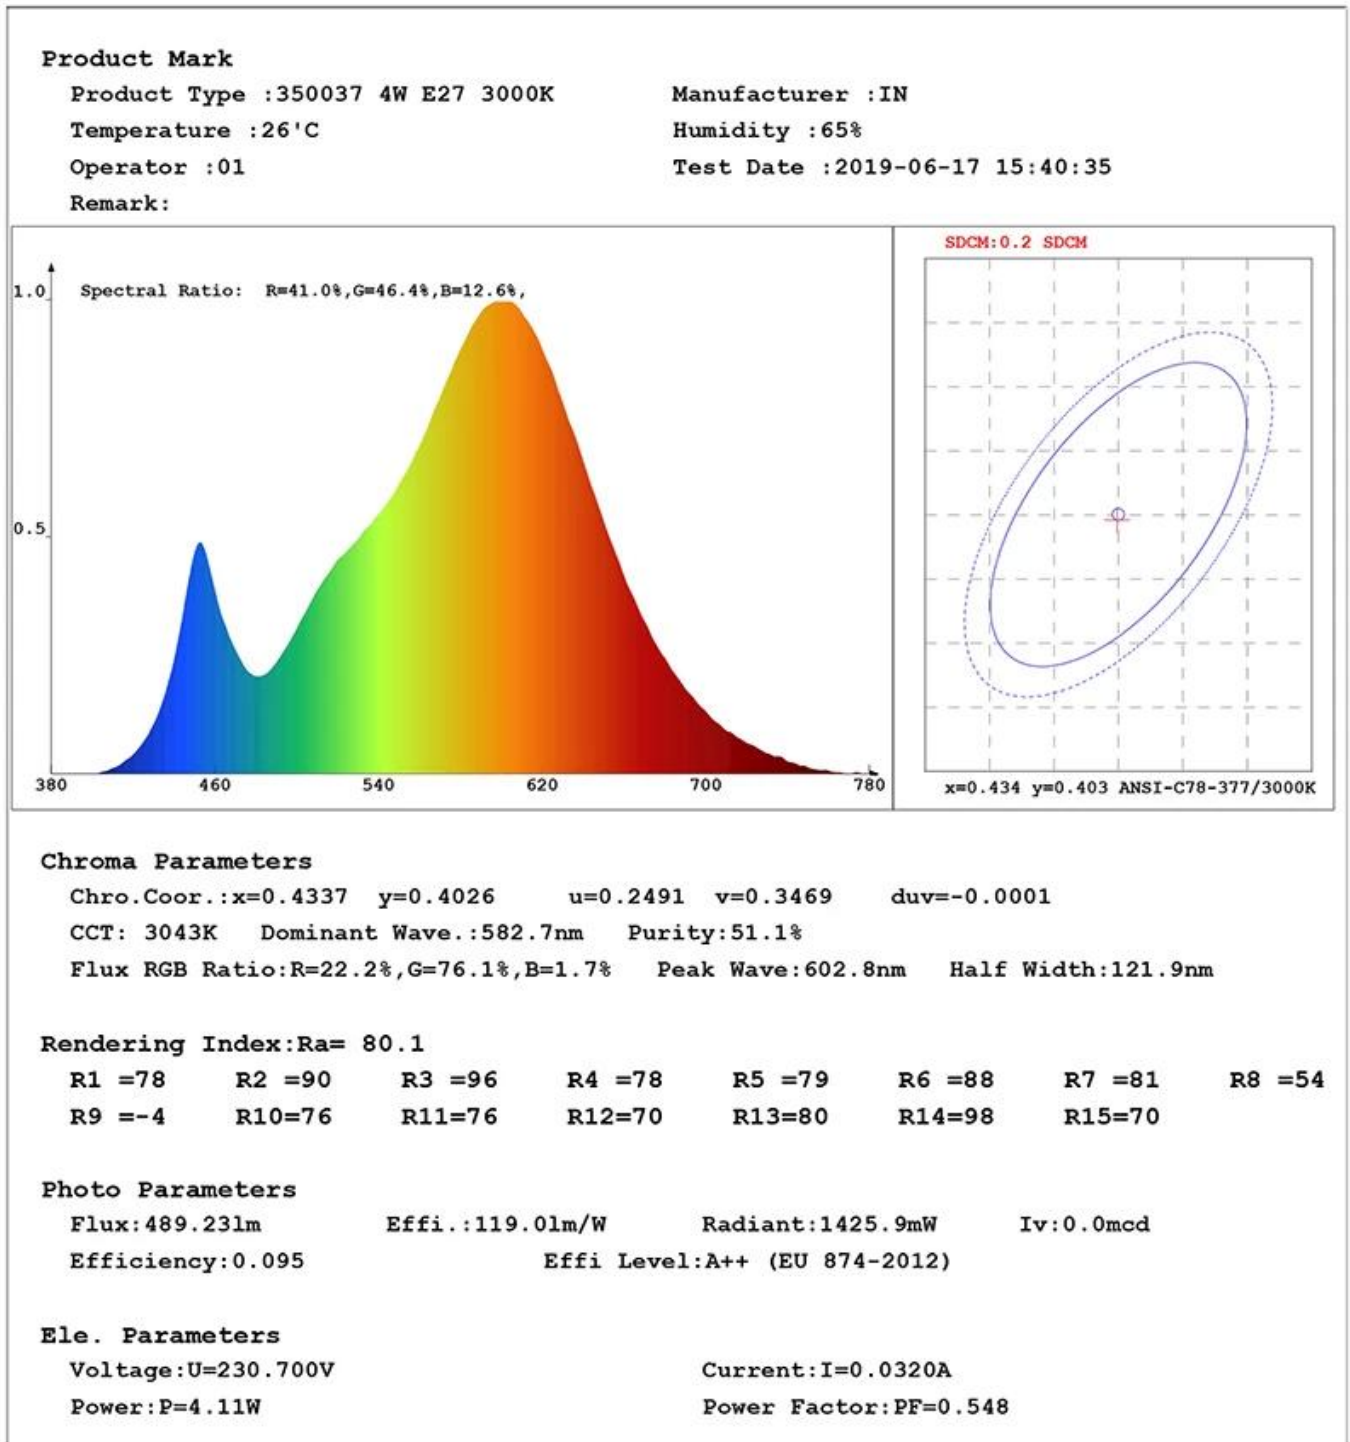 Product Mark
Product Type :350037 4W E27 3000K Manufacturer :IN
Temperature :26'C Humidity :65%
Operator :01 Test Date :2019-06-17 15:40:35
Remark:
SDCM:0.2 SDCM
1.0 Spectral Ratio: R=41.0%,G=46.4%,B=12.6%,
0.5
380 460 540 620 700 780
x=0.434 y=0.403 ANSI-C78-377/3000K
Chroma Parameters
Chro.Coor.:x=0.4337 y=0.4026 u=0.2491 v=0.3469 duv=-0.0001
CCT: 3043K Dominant Wave.:582.7nm Purity:51.1%
Flux RGB Ratio:R=22.2%,G=76.1%,B=1.7% Peak Wave:602.8nm Half Width:121.9nm
Rendering Index:Ra= 80.1
R1 =78 R2 =90 R3 =96 R4 =78 R5 =79 R6 =88 R7 =81 R8 =54
R9 =-4 R10=76 R11=76 R12=70 R13=80 R14=98 R15=70
Photo Parameters
Flux:489.23lm Effi.:119.0lm/W Radiant:1425.9mW Iv:0.0mcd
Efficiency:0.095 Effi Level:A++ (EU 874-2012)
Ele. Parameters
Voltage:U=230.700V Current:I=0.0320A
Power:P=4.11W Power Factor:PF=0.548